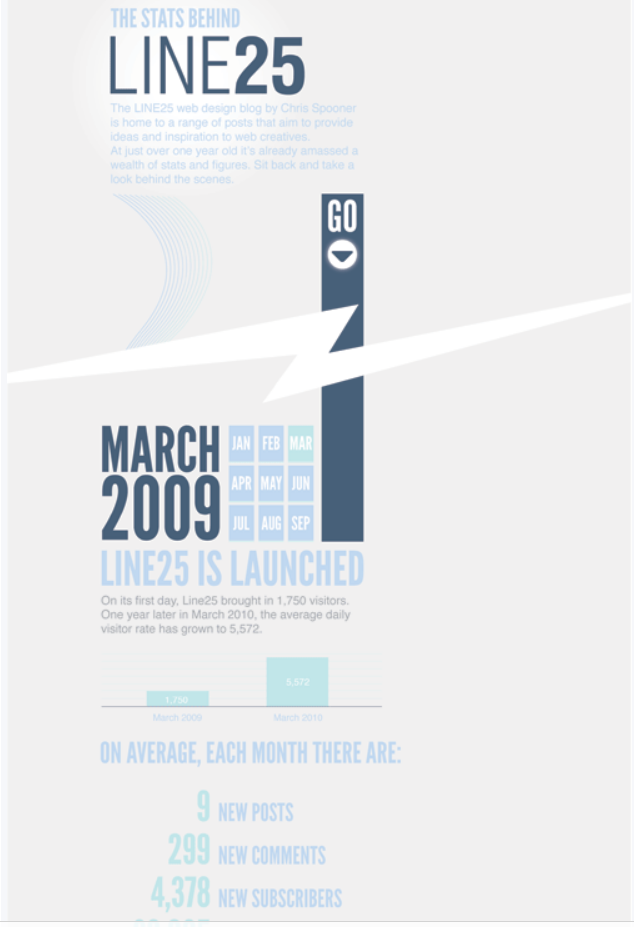 THE STATS BEHIND
LINE25
The LINE25 web design blog by Chris Spooner
is home to a range of posts that aim to provide
ideas and inspiration to web creatives.
At just over one year old it's already amassed a
wealth of stats and figures. Sit back and take a
look behind the scenes.
GO
MARCH
2009
JAN FEB MAR
APR MAY JUN
JUL AUG SEP
LINE25 IS LAUNCHED
On its first day, Line25 brought in 1,750 visitors.
One year later in March 2010, the average daily
visitor rate has grown to 5,572.
1,750
5,572
March 2009
March 2010
ON AVERAGE, EACH MONTH THERE ARE:
9 NEW POSTS
299 NEW COMMENTS
4,378 NEW SUBSCRIBERS